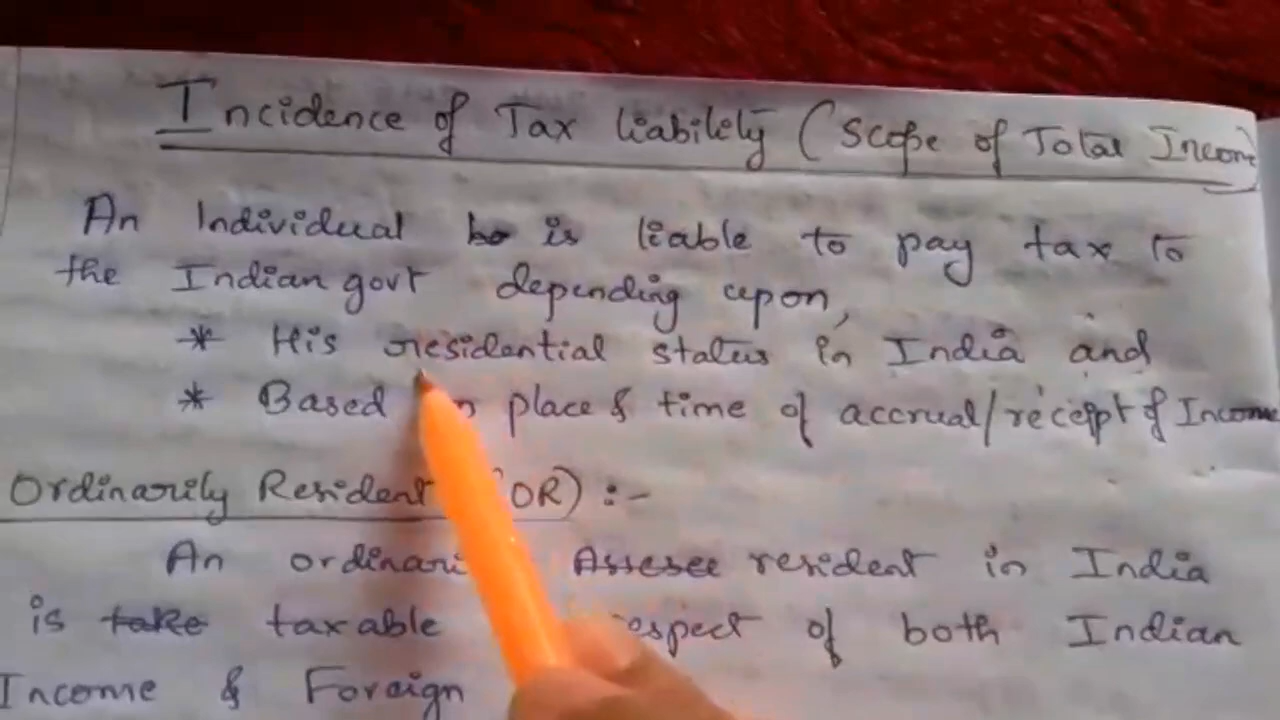 Incidence of Tax liability (Scope of Total Income)
An Individual be is liable to pay tax to
the Indian govt depending upon,
* His residential status in India and
* Based place & time of accrual/receipt of Income
Ordinarily Resident (OR) :-
An Assesee resident in India
is take taxable of both Indian
Income & Foreign